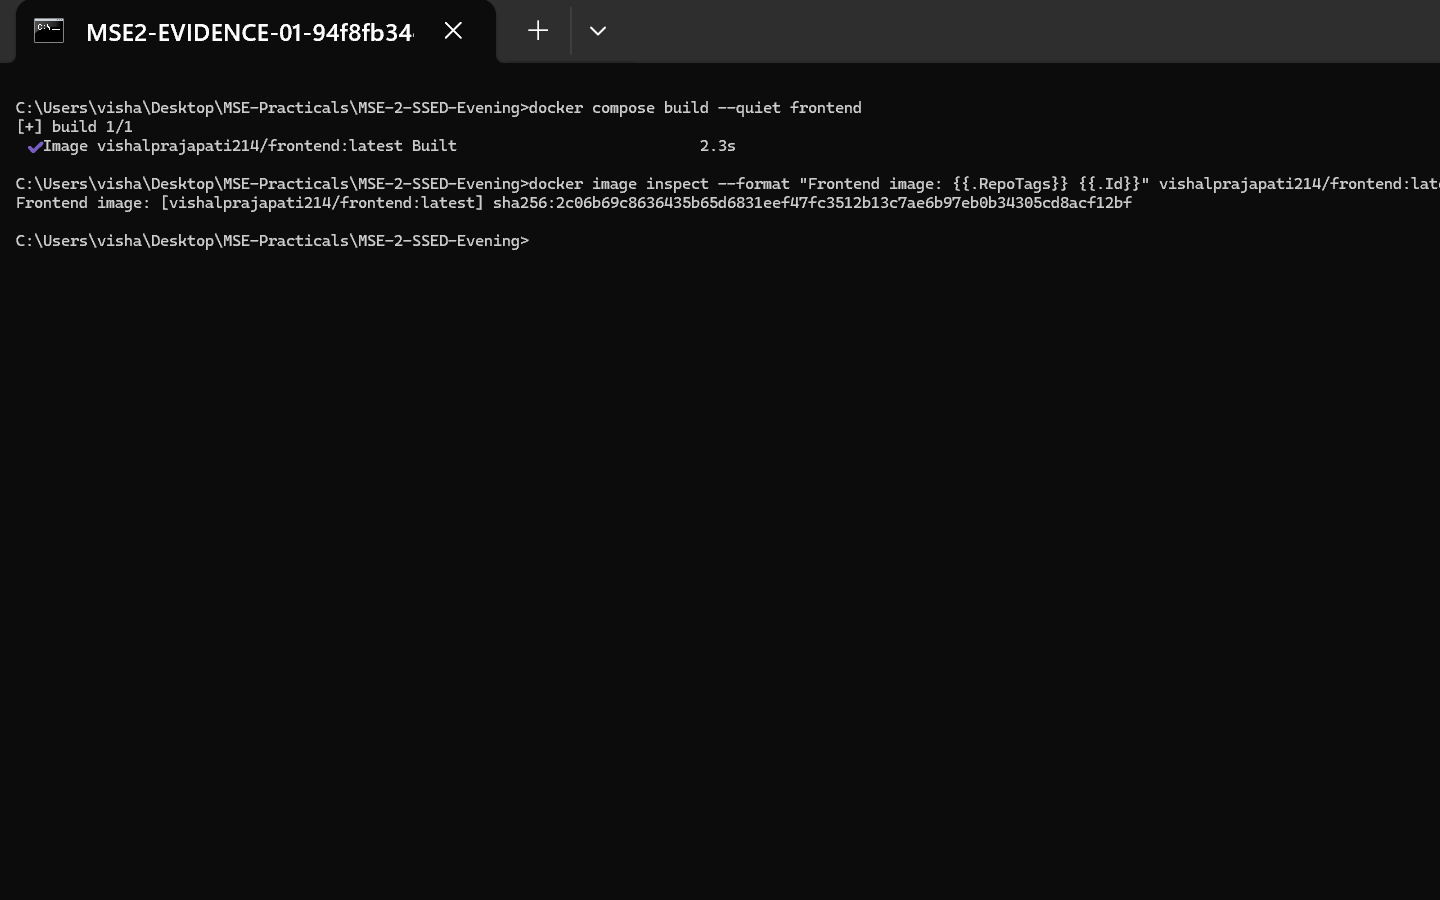 MSE2-EVIDENCE-01-94f8fb34
C:\Users\visha\Desktop\MSE-Practicals\MSE-2-SSED-Evening>docker compose build --quiet frontend
[+] build 1/1
✔Image vishalprajapati214/frontend:latest Built 2.3s
C:\Users\visha\Desktop\MSE-Practicals\MSE-2-SSED-Evening>docker image inspect --format "Frontend image: {{.RepoTags}} {{.Id}}" vishalprajapati214/frontend:late
Frontend image: [vishalprajapati214/frontend:latest] sha256:2c06b69c8636435b65d6831eef47fc3512b13c7ae6b97eb0b34305cd8acf12bf
C:\Users\visha\Desktop\MSE-Practicals\MSE-2-SSED-Evening>